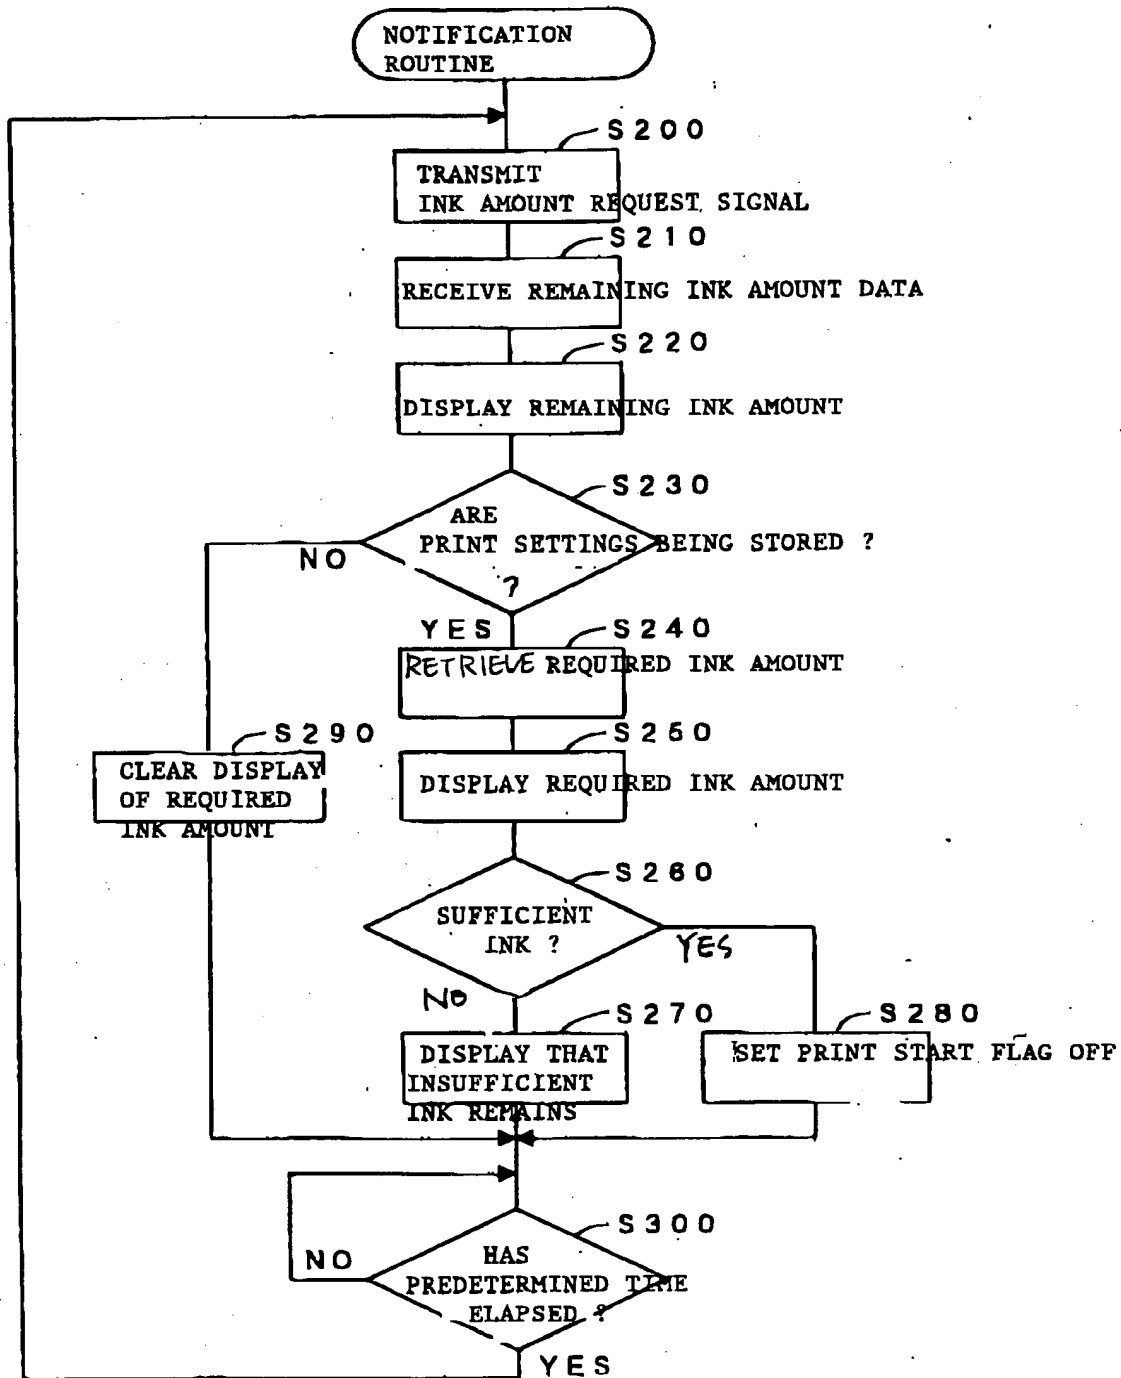 NOTIFICATION
ROUTINE
S200
TRANSMIT
INK AMOUNT REQUEST SIGNAL
S210
RECEIVE REMAINING INK AMOUNT DATA
S220
DISPLAY REMAINING INK AMOUNT
S230
ARE
PRINT SETTINGS BEING STORED ?
?
NO
YES
S240
RETRIEVE REQUIRED INK AMOUNT
S290
CLEAR DISPLAY
OF REQUIRED
INK AMOUNT
S250
DISPLAY REQUIRED INK AMOUNT
S260
SUFFICIENT
INK ?
YES
NO
S270
DISPLAY THAT
INSUFFICIENT
INK REMAINS
S280
SET PRINT START FLAG OFF
S300
HAS
PREDETERMINED TIME
ELAPSED ?
NO
YES